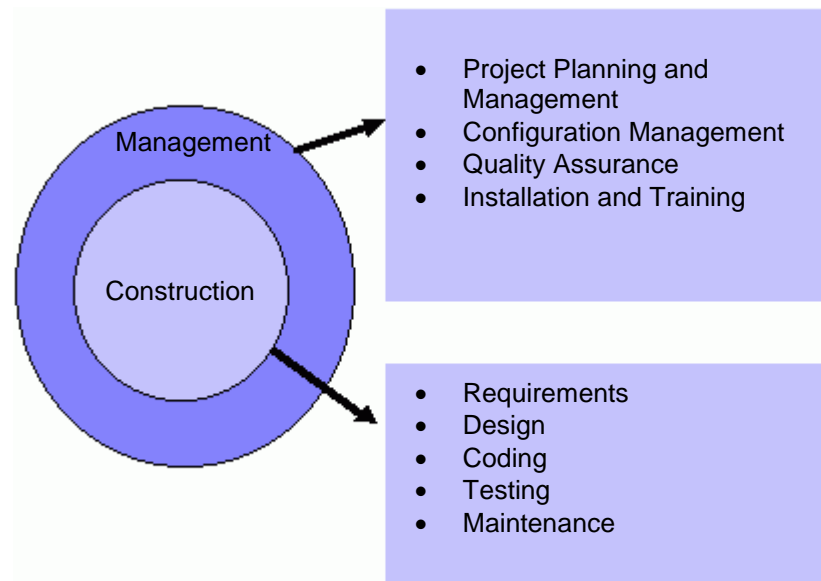 Management
• Project Planning and
Management
• Configuration Management
• Quality Assurance
• Installation and Training
Construction
• Requirements
• Design
• Coding
• Testing
• Maintenance